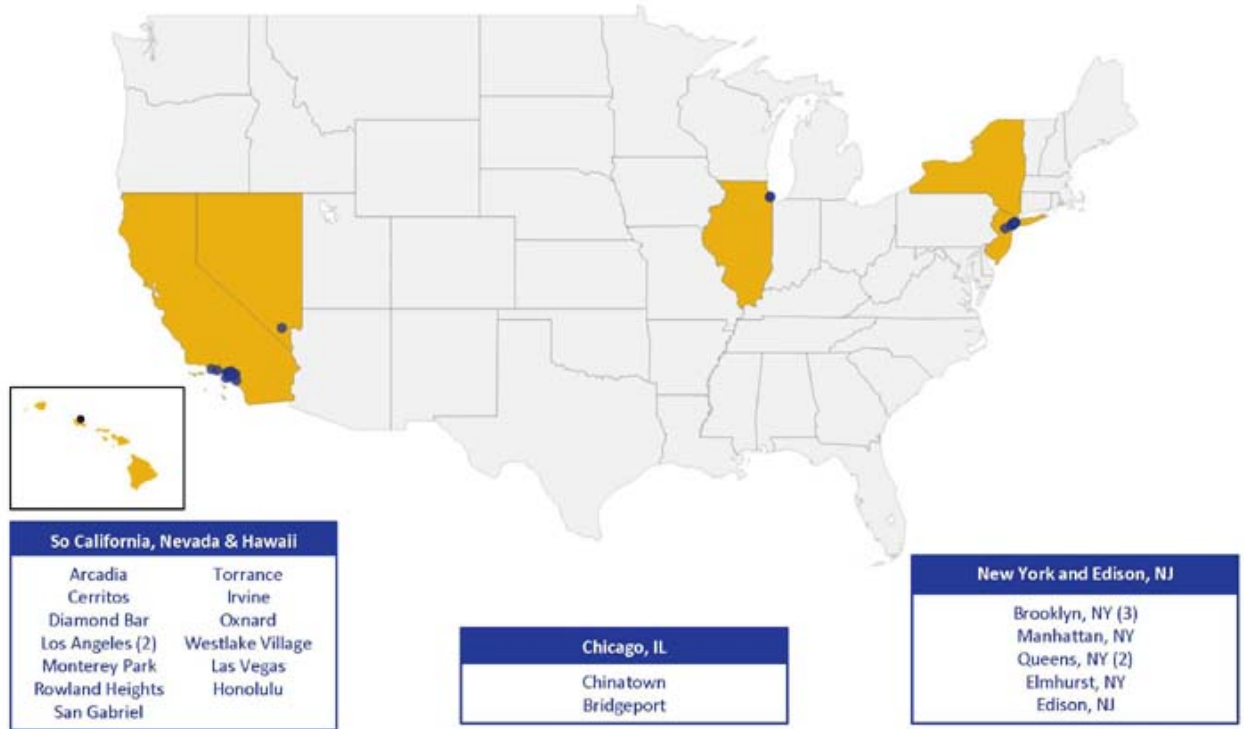 So California, Nevada & Hawaii
Arcadia
Cerritos
Diamond Bar
Los Angeles (2)
Monterey Park
Rowland Heights
San Gabriel
Torrance
Irvine
Oxnard
Westlake Village
Las Vegas
Honolulu
Chicago, IL
Chinatown
Bridgeport
New York and Edison, NJ
Brooklyn, NY (3)
Manhattan, NY
Queens, NY (2)
Elmhurst, NY
Edison, NJ